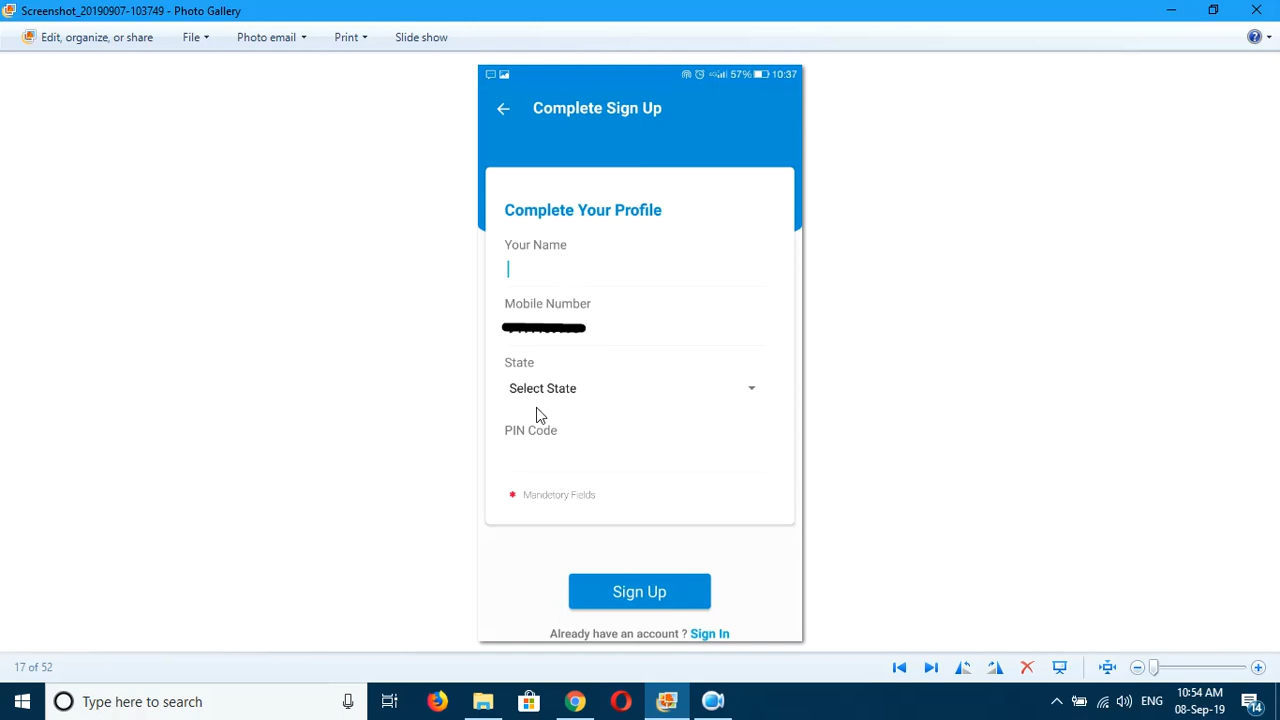 Screenshot_20190907-103749 - Photo Gallery
Edit, organize, or share File Print Photo email Slide show
57% 10:37
Complete Sign Up
Complete Your Profile
Your Name
Mobile Number
State
Select State
PIN Code
* Mandetory Fields
Sign Up
Already have an account ? Sign In
17 of 52
Type here to search
ENG
10:54 AM
08-Sep-19
14